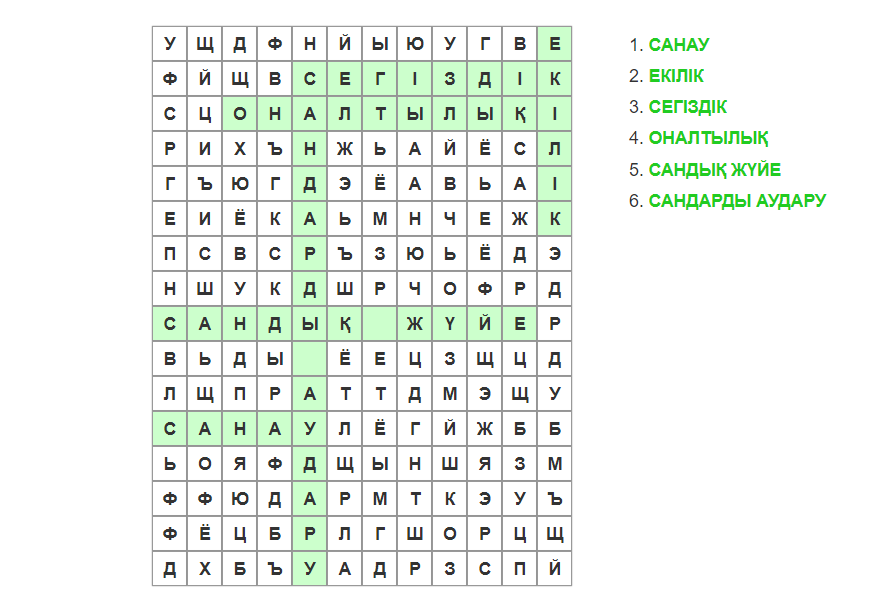 У Щ Д Ф Н Й Ы Ю У Г В Е
Ф Й Щ В С Е Г І З Д І К
С Ц О Н А Л Т Ы Л Ы Қ І
Р И Х Ъ Н Ж Ь А Й Ё С Л
Г Ъ Ю Г Д Э Ё А В Ь А І
Е И Ё К А Ь М Н Ч Е Ж К
П С В С Р Ъ З Ю Ь Ё Д Э
Н Ш У К Д Ш Р Ч О Ф Р Д
С А Н Д Ы Қ Ж Ү Й Е Р
В Ь Д Ы Ё Е Ц З Щ Ц Д
Л Щ П Р А Т Т Д М Э Щ У
С А Н А У Л Ё Г Й Ж Б Б
Ь О Я Ф Д Щ Ы Н Ш Я З М
Ф Ф Ю Д А Р М Т К Э У Ъ
Ф Ё Ц Б Р Л Г Ш О Р Ц Щ
Д Х Б Ъ У А Д Р З С П Й
1. САНАУ
2. ЕКІЛІК
3. СЕГІЗДІК
4. ОНАЛТЫЛЫҚ
5. САНДЫҚ ЖҮЙЕ
6. САНДАРДЫ АУДАРУ